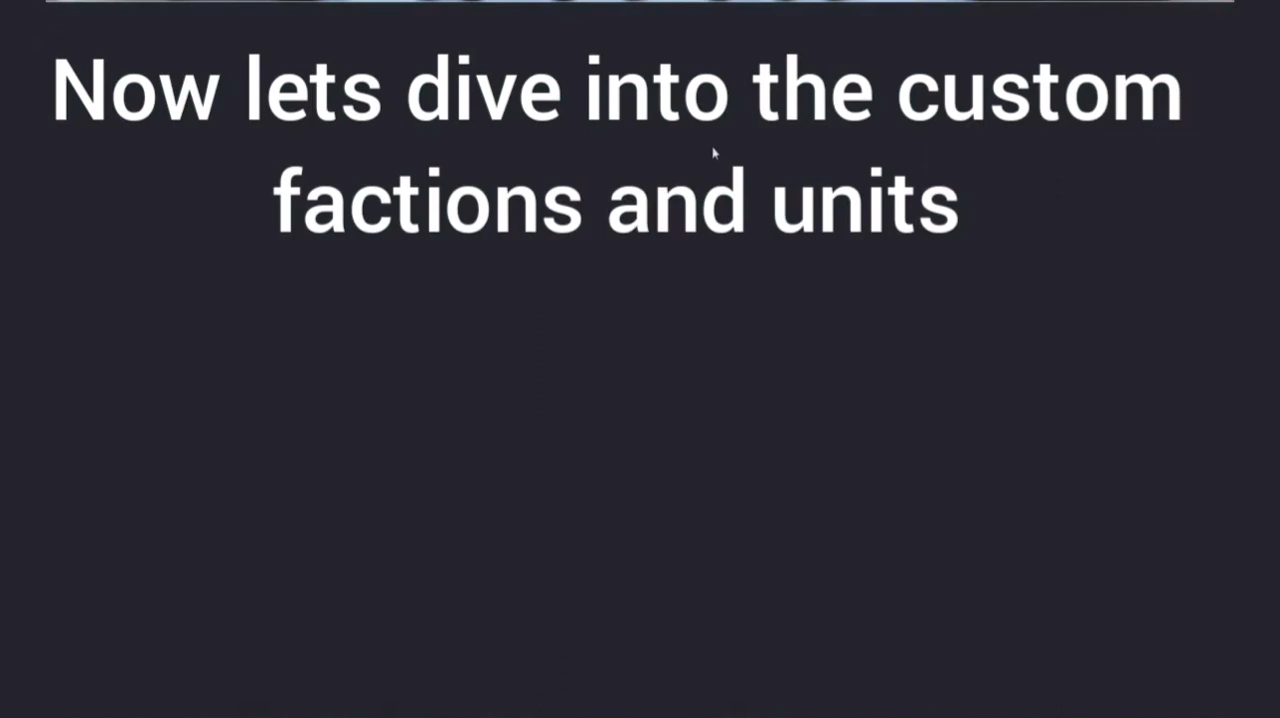 Now lets dive into the custom
factions and units